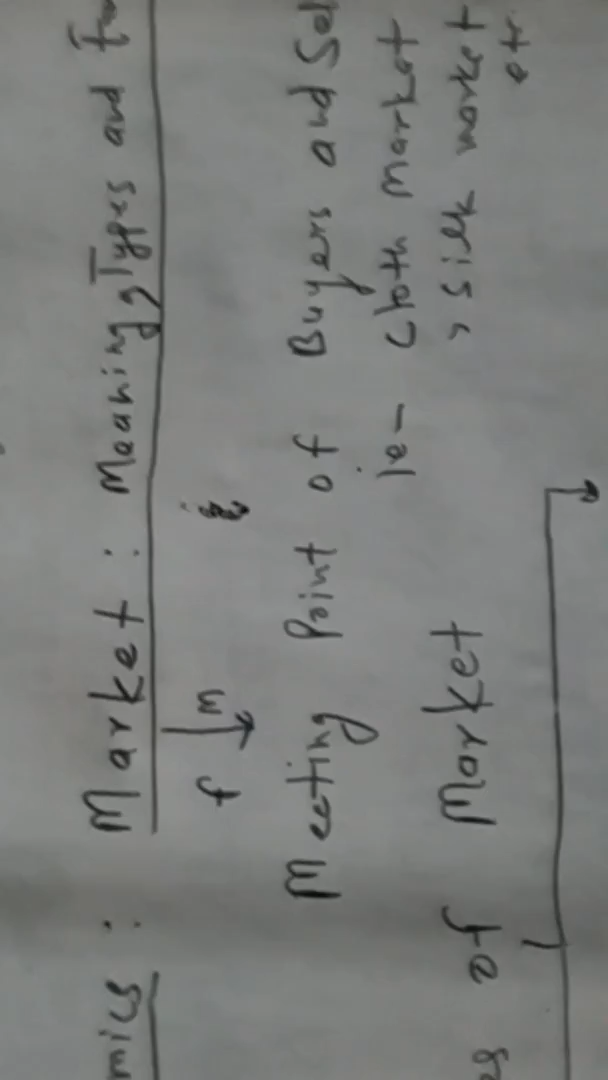 mics : Market : Meaning, Types and
f m
Meeting Point of Buyers and Sel
ie- Cloth market
of Market , Silk market
etc